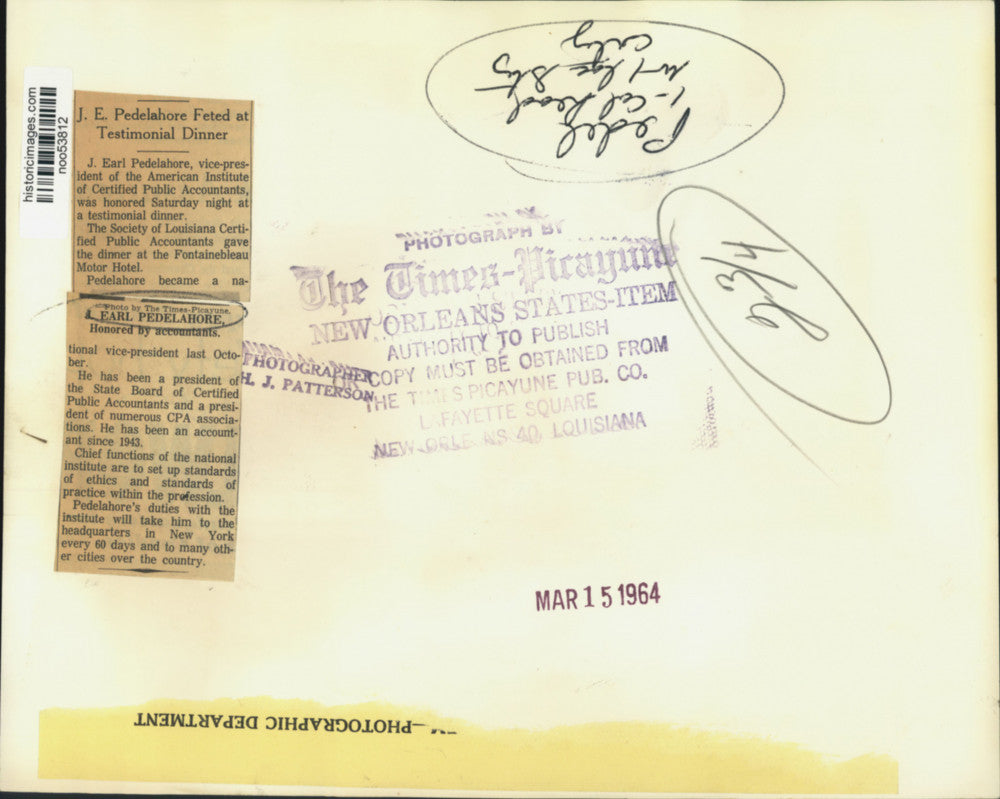 historicimages.com
noo53812
J. E. Pedelahore Feted at
Testimonial Dinner
J. Earl Pedelahore, vice-pres-
ident of the American Institute
of Certified Public Accountants,
was honored Saturday night at
a testimonial dinner.
The Society of Louisiana Certi-
fied Public Accountants gave
the dinner at the Fontainebleau
Motor Hotel.
Pedelahore became a na-
—Photo by The Times-Picayune.
J. EARL PEDELAHORE,
Honored by accountants.
tional vice-president last Octo-
ber.
He has been a president of
the State Board of Certified
Public Accountants and a presi-
dent of numerous CPA associa-
tions. He has been an account-
ant since 1943.
Chief functions of the national
institute are to set up standards
of ethics and standards of
practice within the profession.
Pedelahore's duties with the
institute will take him to the
headquarters in New York
every 60 days and to many oth-
er cities over the country.
Pedel
1-Col head
PHOTOGRAPH BY
The Times-Picayune
NEW ORLEANS STATES-ITEM
AUTHORITY TO PUBLISH
COPY MUST BE OBTAINED FROM
THE TIMES PICAYUNE PUB. CO.
LAFAYETTE SQUARE
NEW ORLEANS 40, LOUISIANA
PHOTOGRAPHER
H. J. PATTERSON
MAR 15 1964
PHOTOGRAPHIC DEPARTMENT